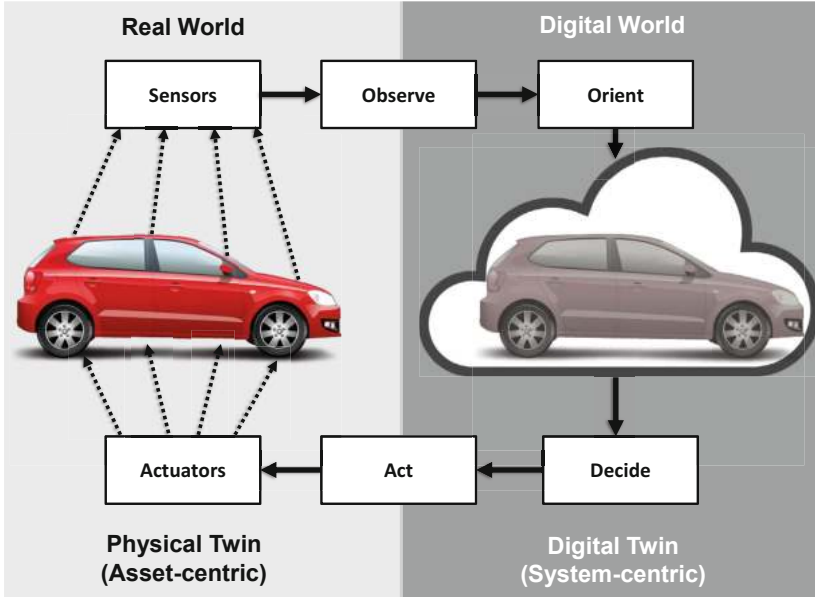 Real World
Digital World
Sensors
Observe
Orient
Actuators
Act
Decide
Physical Twin
(Asset-centric)
Digital Twin
(System-centric)